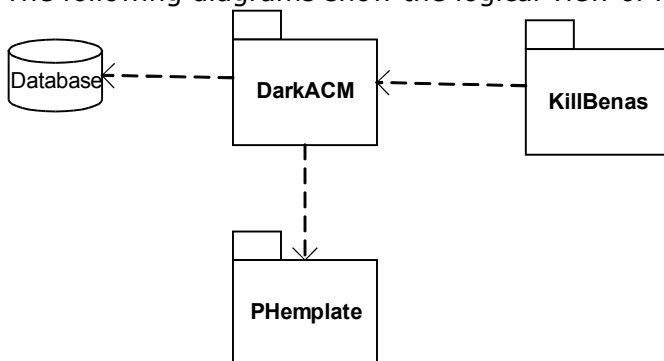 The following diagrams show the logical view of
Database
DarkACM
KillBenas
PHemplate